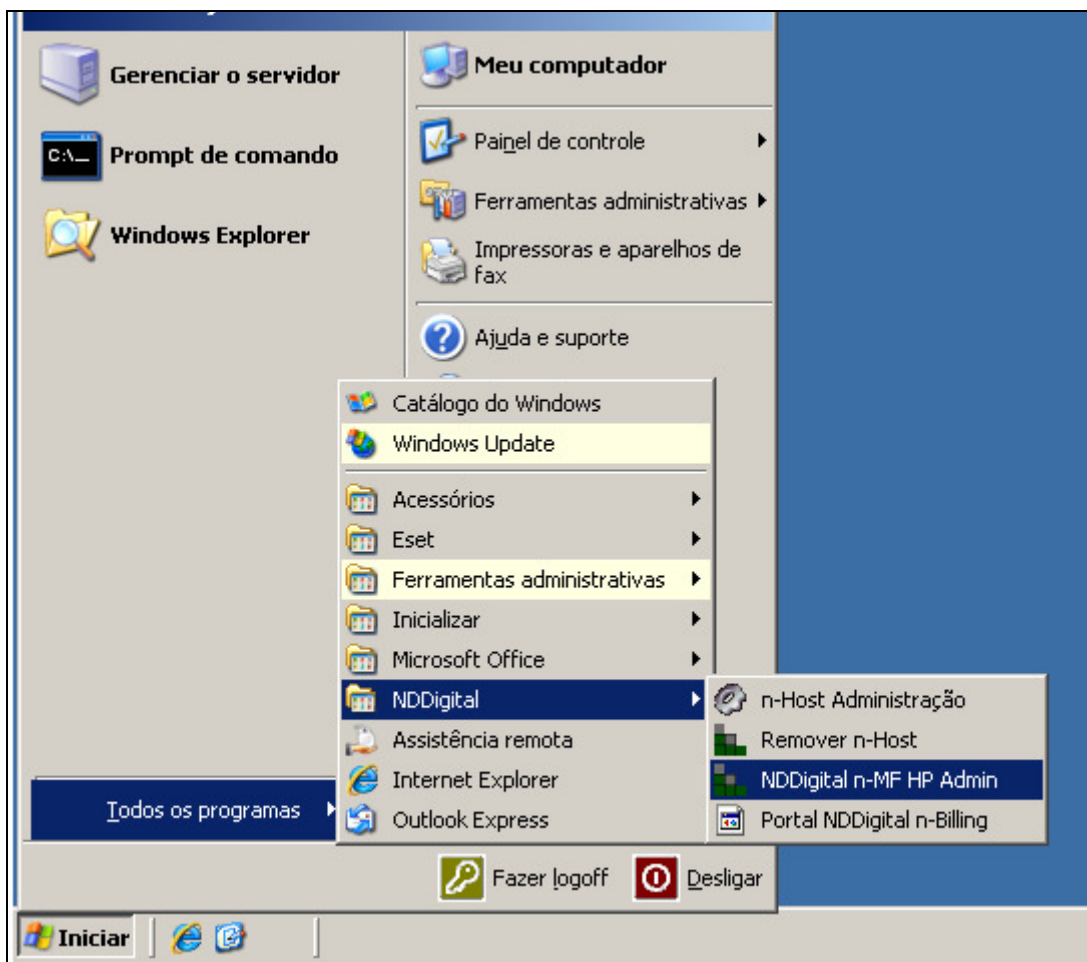 Gerenciar o servidor
Prompt de comando
Windows Explorer
Meu computador
Painel de controle
Ferramentas administrativas
Impressoras e aparelhos de
fax
Ajuda e suporte
Catálogo do Windows
Windows Update
Acessórios
Eset
Ferramentas administrativas
Inicializar
Microsoft Office
NDDigital
Assistência remota
Internet Explorer
Outlook Express
n-Host Administração
Remover n-Host
NDDigital n-MF HP Admin
Portal NDDigital n-Billing
Todos os programas
Fazer logoff
Desligar
Iniciar